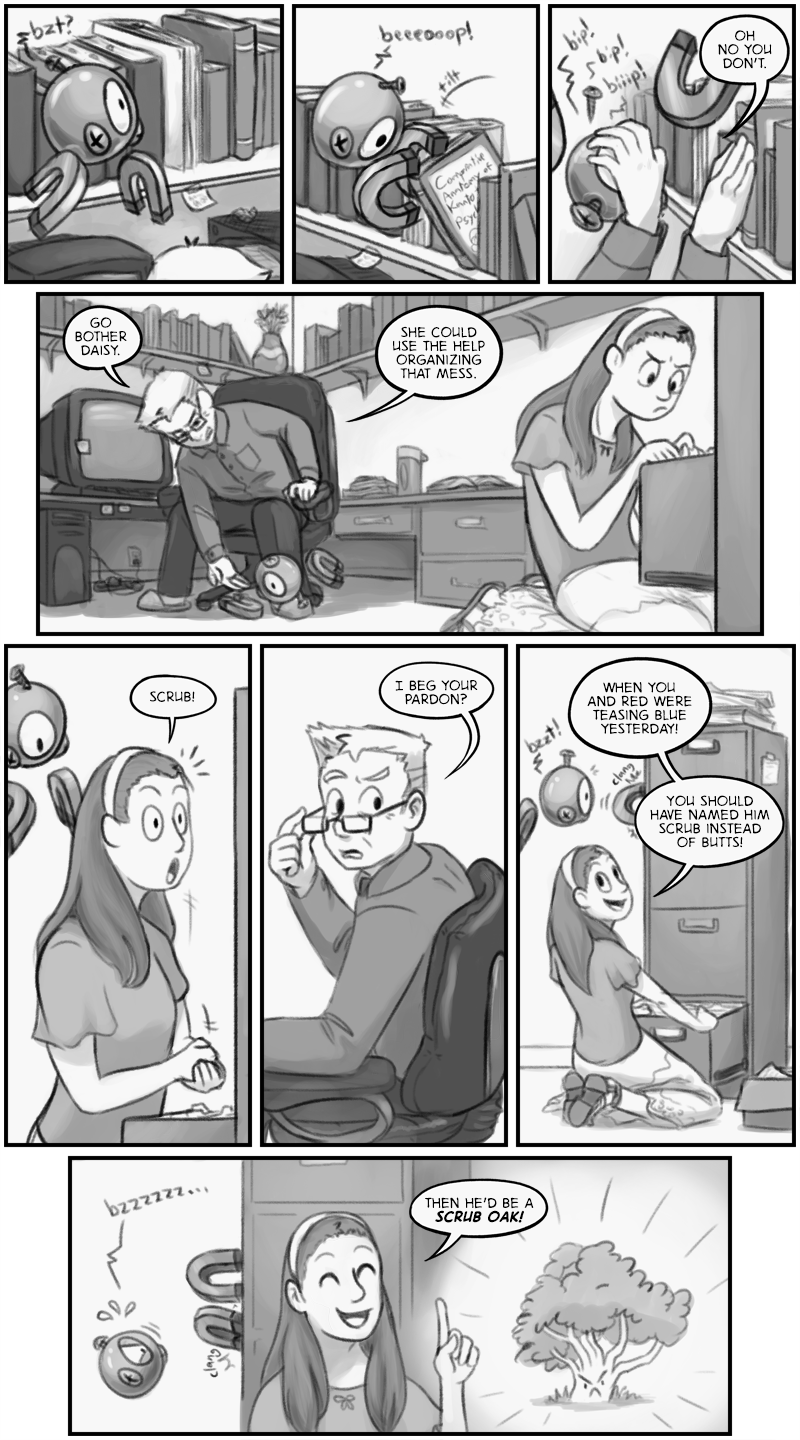 bzt?
beeeooop!
tilt
Comparative
Anatomy of
bip!
bip!
biiip!
OH
NO YOU
DON'T.
GO
BOTHER
DAISY.
SHE COULD
USE THE HELP
ORGANIZING
THAT MESS.
SCRUB!
I BEG YOUR
PARDON?
WHEN YOU
AND RED WERE
TEASING BLUE
YESTERDAY!
bzzt!
clang
YOU SHOULD
HAVE NAMED HIM
SCRUB INSTEAD
OF BUTTS!
bzzzzzz...
THEN HE'D BE A
SCRUB OAK!
clang